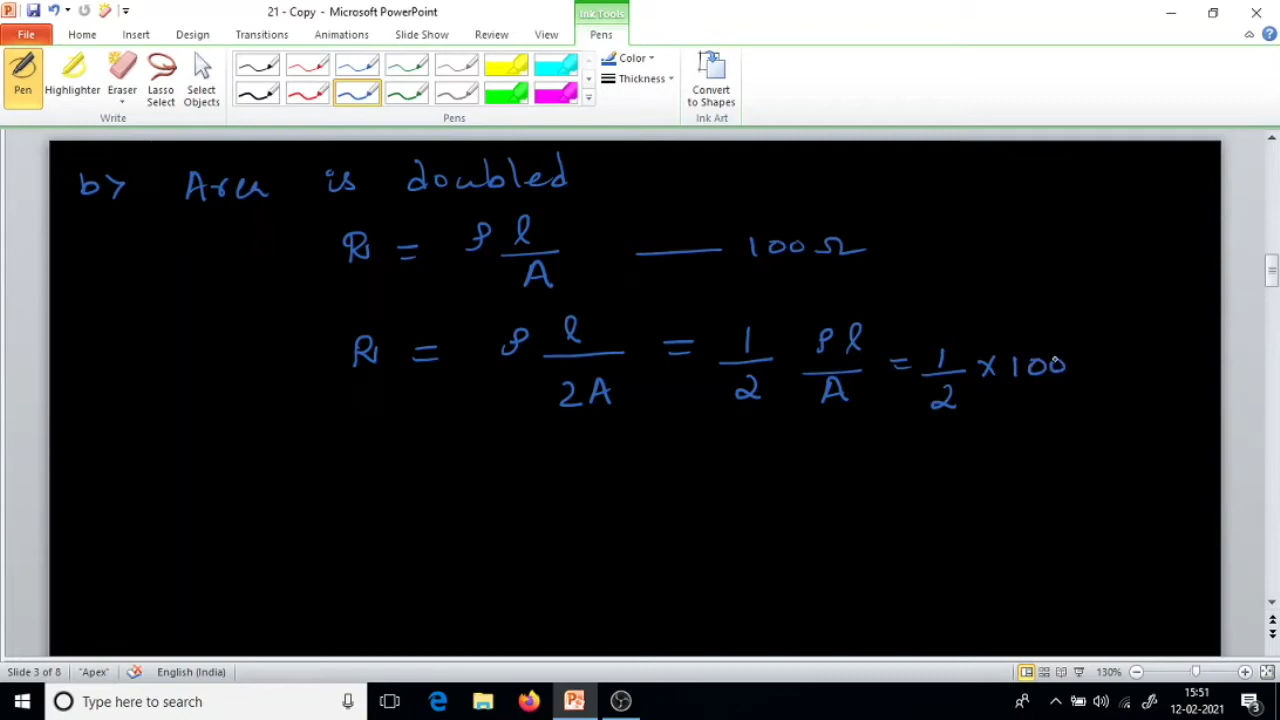 21 - Copy - Microsoft PowerPoint
Ink Tools
File Home Insert Design Transitions Animations Slide Show Review View Pens
Pen Highlighter Eraser Lasso Select Select Objects
Color
Thickness
Convert to Shapes
Write Pens Ink Art
b> Area is doubled
R = ρ l/A —— 100 Ω
R = ρ l/2A = 1/2 ρl/A = 1/2 × 100
Slide 3 of 8 "Apex" English (India) 130%
Type here to search
15:51
12-02-2021
3